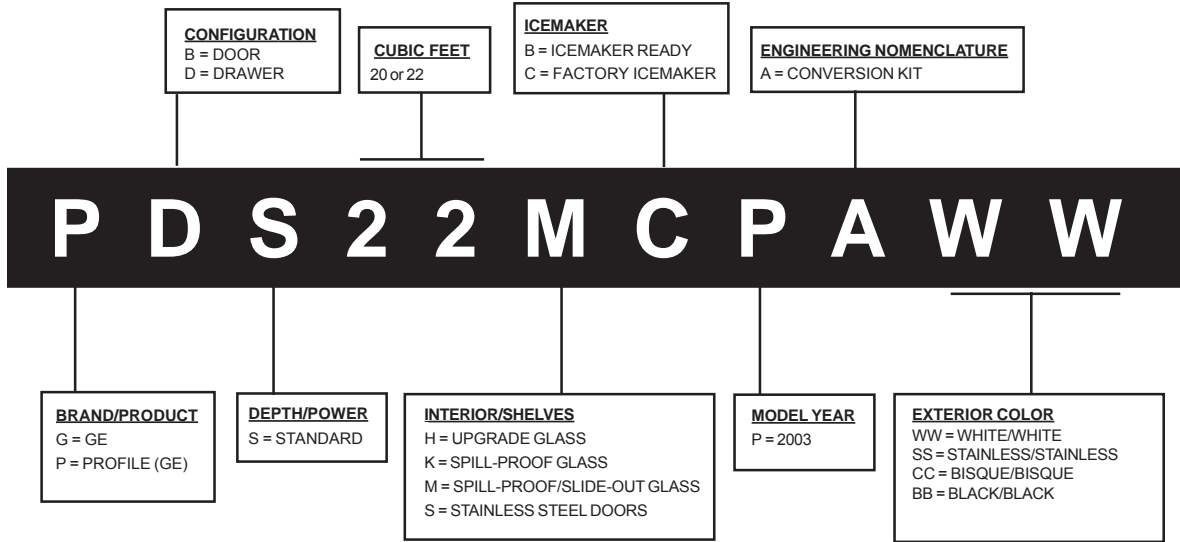 CONFIGURATION
B = DOOR
D = DRAWER
CUBIC FEET
20 or 22
ICEMAKER
B = ICEMAKER READY
C = FACTORY ICEMAKER
ENGINEERING NOMENCLATURE
A = CONVERSION KIT
P D S 2 2 M C P A W W
BRAND/PRODUCT
G = GE
P = PROFILE (GE)
DEPTH/POWER
S = STANDARD
INTERIOR/SHELVES
H = UPGRADE GLASS
K = SPILL-PROOF GLASS
M = SPILL-PROOF/SLIDE-OUT GLASS
S = STAINLESS STEEL DOORS
MODEL YEAR
P = 2003
EXTERIOR COLOR
WW = WHITE/WHITE
SS = STAINLESS/STAINLESS
CC = BISQUE/BISQUE
BB = BLACK/BLACK